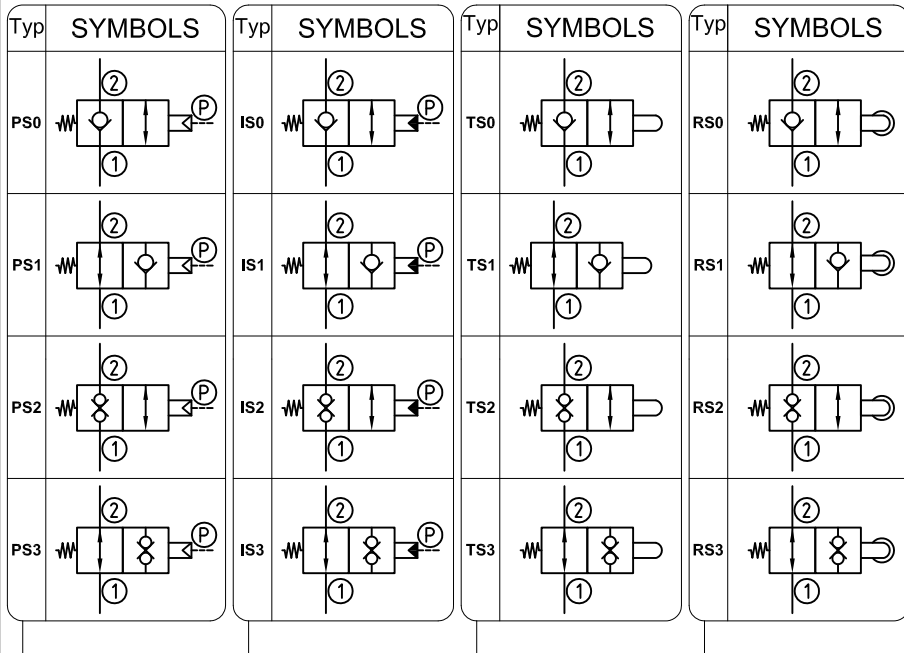 Typ SYMBOLS Typ SYMBOLS Typ SYMBOLS Typ SYMBOLS
2 2 2 2
PS0 P IS0 P TS0 RS0
1 1 1 1
2 2 2 2
PS1 P IS1 P TS1 RS1
1 1 1 1
2 2 2 2
PS2 P IS2 P TS2 RS2
1 1 1 1
2 2 2 2
PS3 P IS3 P TS3 RS3
1 1 1 1